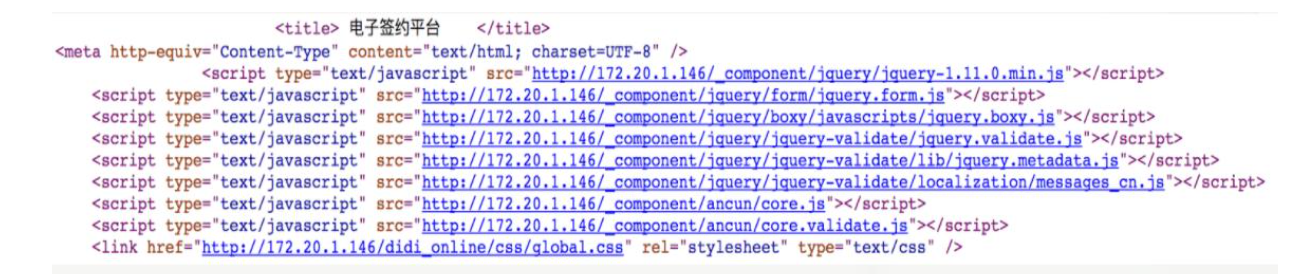 <title> 电子签约平台 </title>
<meta http-equiv="Content-Type" content="text/html; charset=UTF-8" />
<script type="text/javascript" src="http://172.20.1.146/_component/jquery/jquery-1.11.0.min.js"></script>
<script type="text/javascript" src="http://172.20.1.146/_component/jquery/form/jquery.form.js"></script>
<script type="text/javascript" src="http://172.20.1.146/_component/jquery/boxy/javascripts/jquery.boxy.js"></script>
<script type="text/javascript" src="http://172.20.1.146/_component/jquery/jquery-validate/jquery.validate.js"></script>
<script type="text/javascript" src="http://172.20.1.146/_component/jquery/jquery-validate/lib/jquery.metadata.js"></script>
<script type="text/javascript" src="http://172.20.1.146/_component/jquery/jquery-validate/localization/messages_cn.js"></script>
<script type="text/javascript" src="http://172.20.1.146/_component/ancun/core.js"></script>
<script type="text/javascript" src="http://172.20.1.146/_component/ancun/core.validate.js"></script>
<link href="http://172.20.1.146/didi_online/css/global.css" rel="stylesheet" type="text/css" />